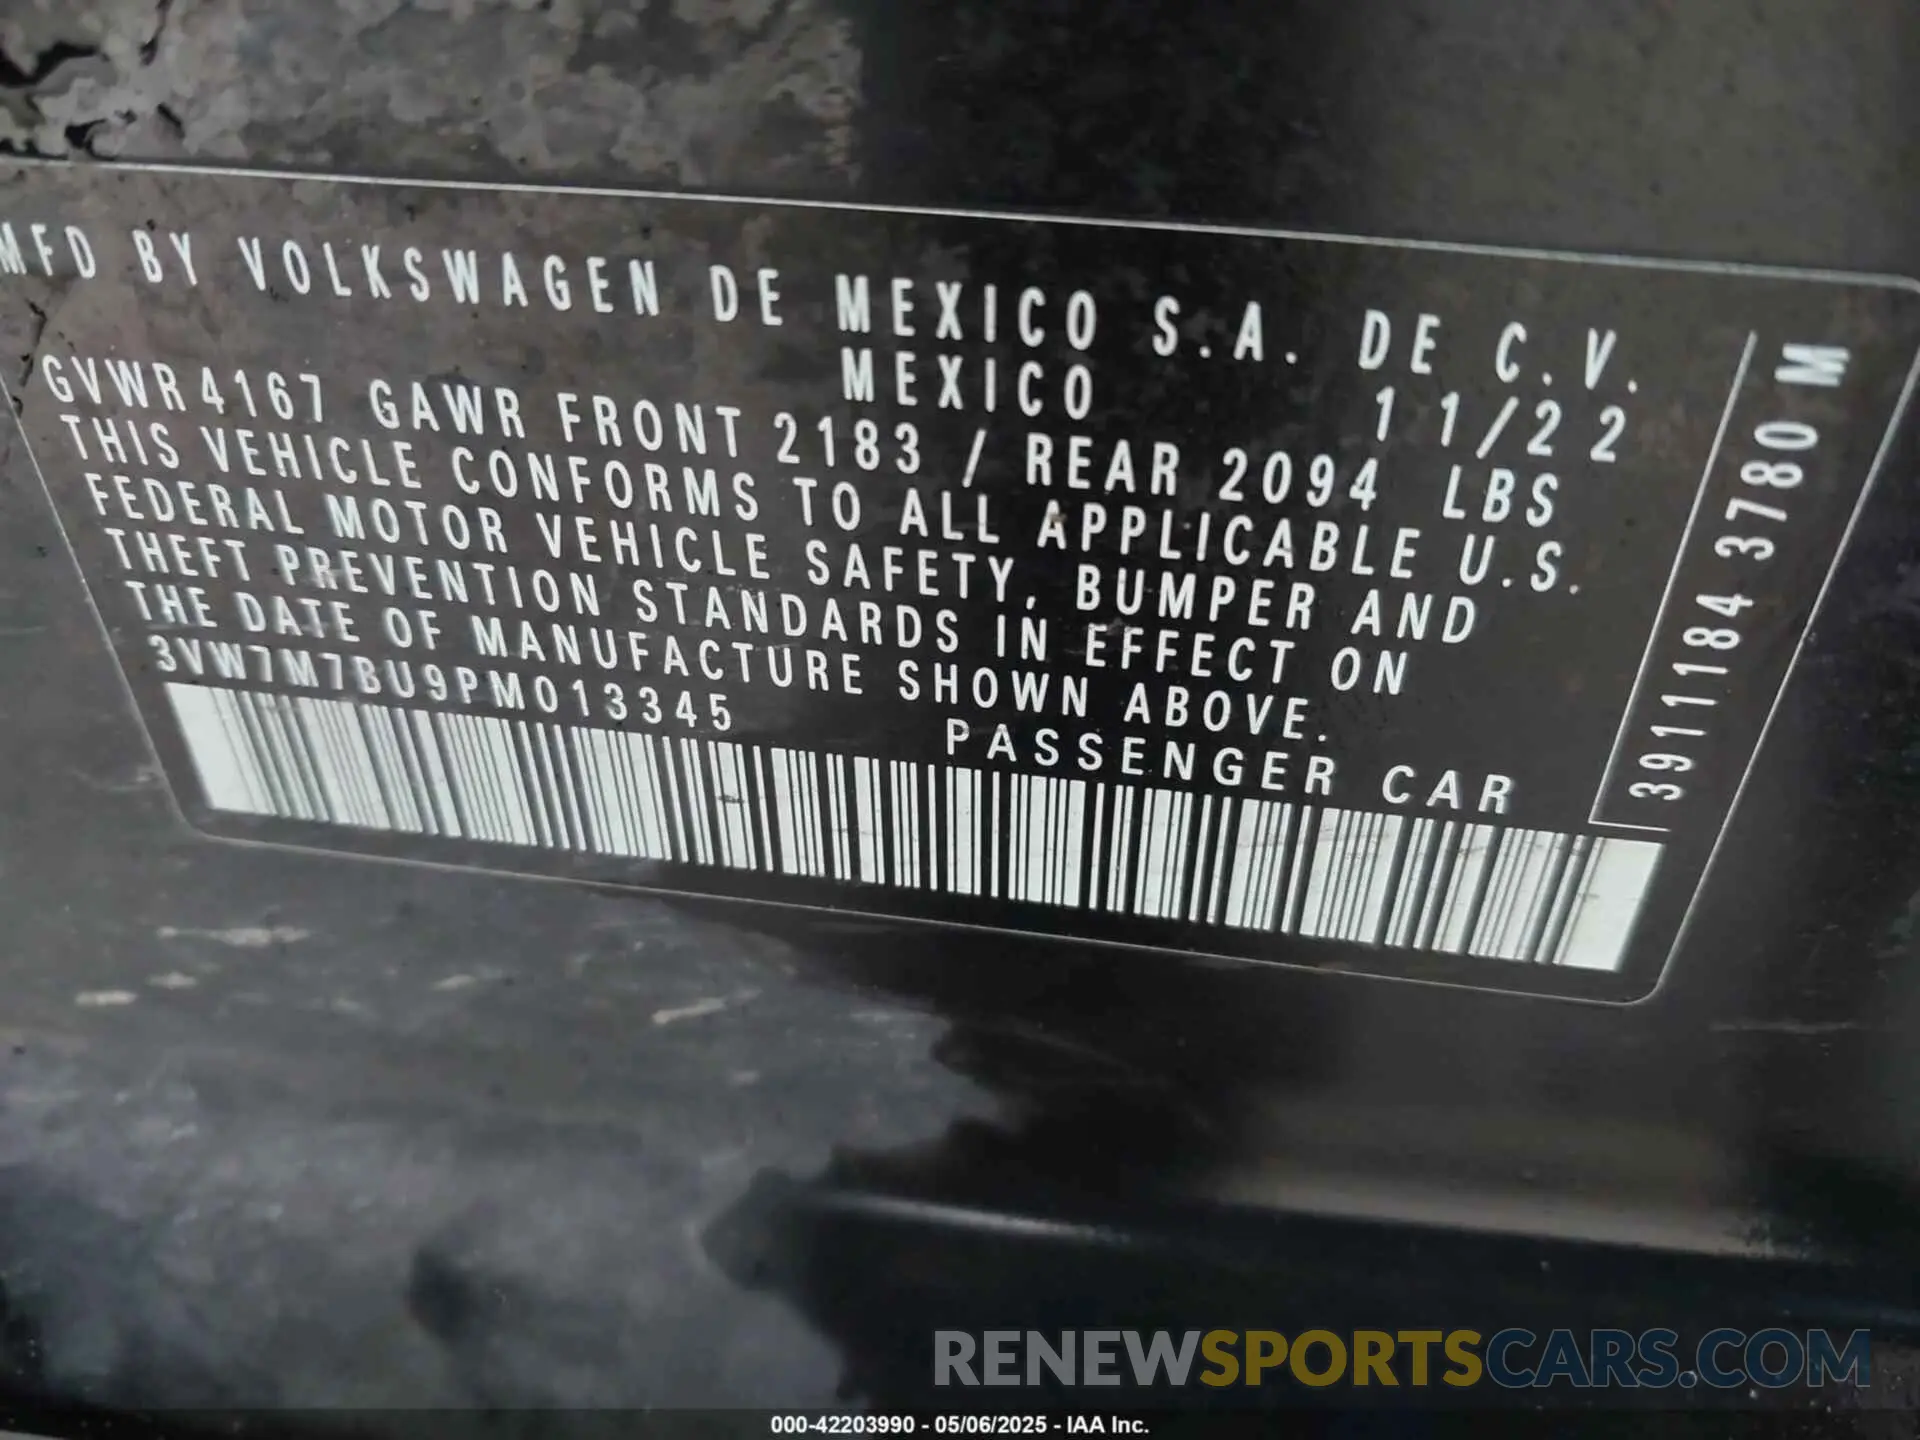 MFD BY VOLKSWAGEN DE MEXICO S.A. DE C.V.
MEXICO 11/22
GVWR 4167 GAWR FRONT 2183 / REAR 2094 LBS
THIS VEHICLE CONFORMS TO ALL APPLICABLE U.S.
FEDERAL MOTOR VEHICLE SAFETY, BUMPER AND
THEFT PREVENTION STANDARDS IN EFFECT ON
THE DATE OF MANUFACTURE SHOWN ABOVE.
3VW7M7BU9PM013345 PASSENGER CAR
3911184 3780 M
RENEWSPORTSCARS.COM
000-42203990 - 05/06/2025 - IAA Inc.